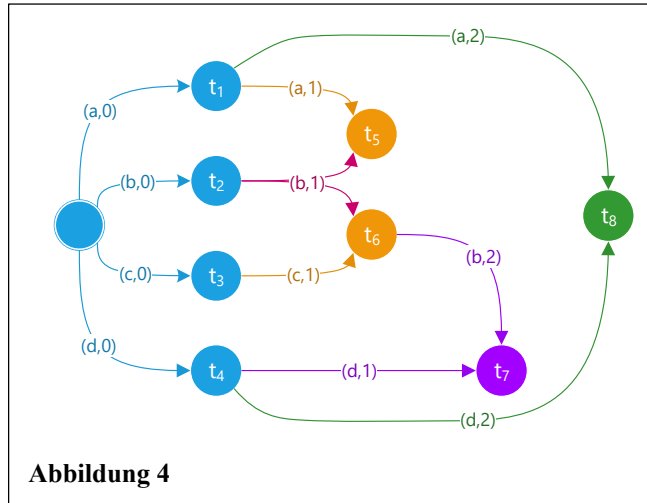 (a,2)
t₁
(a,1)
(a,0)
t₅
t₂
(b,0)
(b,1)
t₈
t₆
(b,2)
t₃
(c,0)
(c,1)
(d,0)
t₄
(d,1)
t₇
(d,2)
Abbildung 4